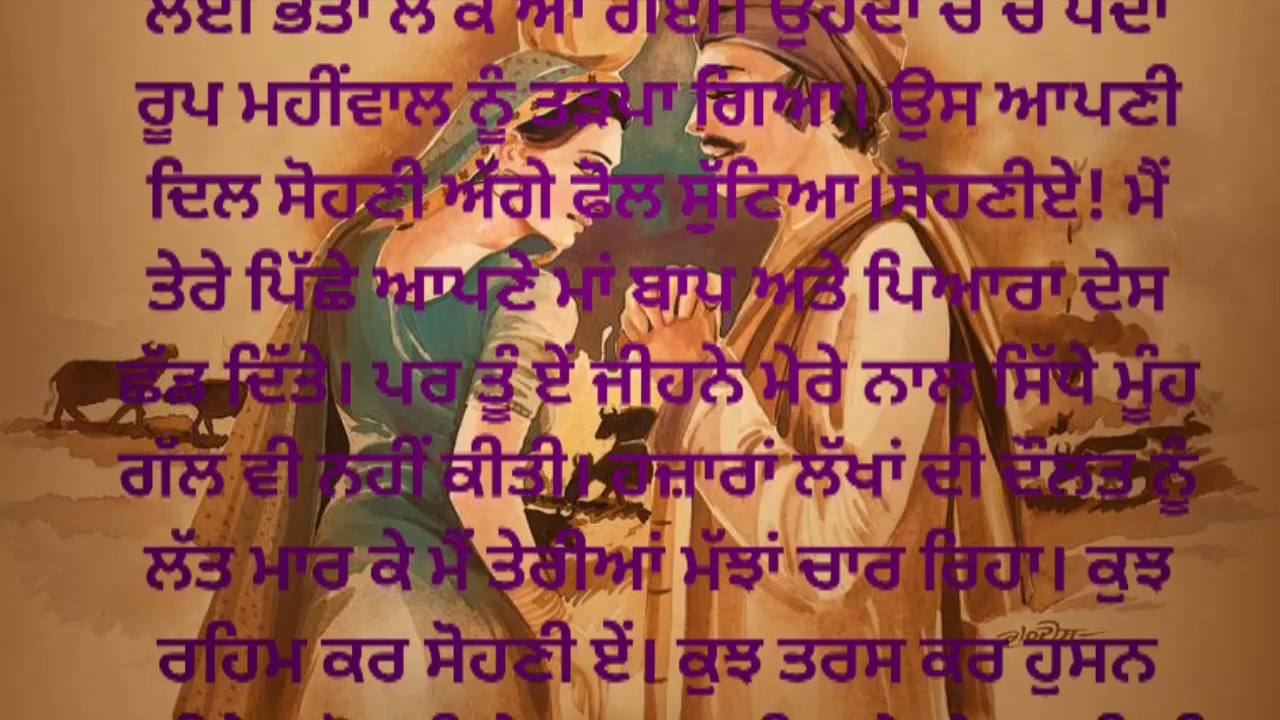 ਲਈ ਭੱਤਾ ਲੈ ਕੇ ਆ ਗਈ। ਉਹਦਾ ਚੋ ਚੋ ਪੈਂਦਾ
ਰੂਪ ਮਹੀਂਵਾਲ ਨੂੰ ਤੜਪਾ ਗਿਆ। ਉਸ ਆਪਣੀ
ਦਿਲ ਸੋਹਣੀ ਅੱਗੇ ਫੋਲ ਸੁੱਟਿਆ।ਸੋਹਣੀਏ! ਮੈਂ
ਤੇਰੇ ਪਿੱਛੇ ਆਪਣੇ ਮਾਂ ਬਾਪ ਅਤੇ ਪਿਆਰਾ ਦੇਸ
ਛੱਡ ਦਿੱਤੇ। ਪਰ ਤੂੰ ਏਂ ਜੀਹਨੇ ਮੇਰੇ ਨਾਲ ਸਿੱਧੇ ਮੂੰਹ
ਗੱਲ ਵੀ ਨਹੀਂ ਕੀਤੀ। ਹਜ਼ਾਰਾਂ ਲੱਖਾਂ ਦੀ ਦੌਲਤ ਨੂੰ
ਲੱਤ ਮਾਰ ਕੇ ਮੈਂ ਤੇਰੀਆਂ ਮੱਝਾਂ ਚਾਰ ਰਿਹਾ। ਕੁਝ
ਰਹਿਮ ਕਰ ਸੋਹਣੀ ਏਂ। ਕੁਝ ਤਰਸ ਕਰ ਹੁਸਨ